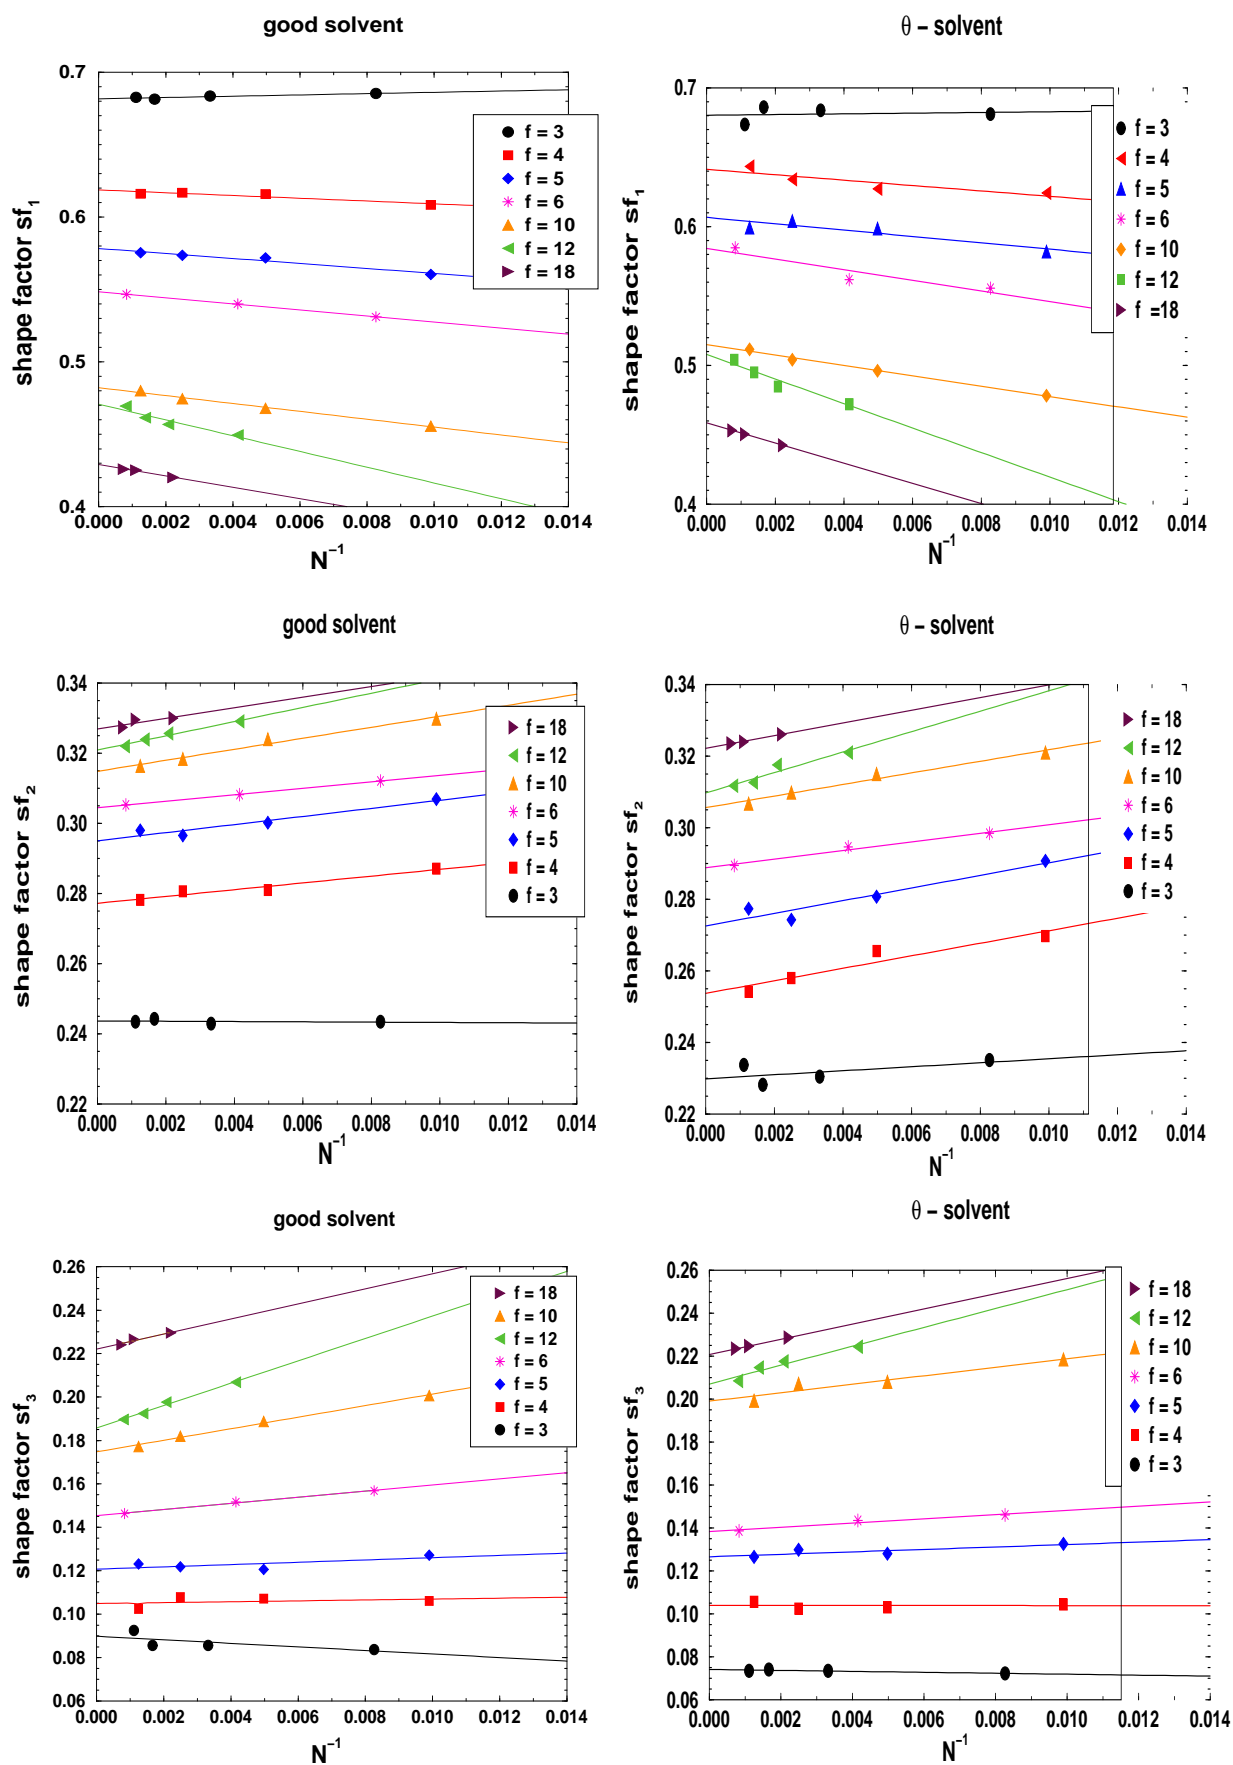 good solvent
0.7
0.6
0.5
0.4
shape factor sf1
f = 3
f = 4
f = 5
f = 6
f = 10
f = 12
f = 18
0.000 0.002 0.004 0.006 0.008 0.010 0.012 0.014
N−1
θ – solvent
0.7
0.6
0.5
0.4
shape factor sf1
f = 3
f = 4
f = 5
f = 6
f = 10
f = 12
f =18
0.000 0.002 0.004 0.006 0.008 0.010 0.012 0.014
N−1
good solvent
0.34
0.32
0.30
0.28
0.26
0.24
0.22
shape factor sf2
f = 18
f = 12
f = 10
f = 6
f = 5
f = 4
f = 3
0.000 0.002 0.004 0.006 0.008 0.010 0.012 0.014
N−1
θ – solvent
0.34
0.32
0.30
0.28
0.26
0.24
0.22
shape factor sf2
f = 18
f = 12
f = 10
f = 6
f = 5
f = 4
f = 3
0.000 0.002 0.004 0.006 0.008 0.010 0.012 0.014
N−1
good solvent
0.26
0.24
0.22
0.20
0.18
0.16
0.14
0.12
0.10
0.08
0.06
shape factor sf3
f = 18
f = 10
f = 12
f = 6
f = 5
f = 4
f = 3
0.000 0.002 0.004 0.006 0.008 0.010 0.012 0.014
N−1
θ – solvent
0.26
0.24
0.22
0.20
0.18
0.16
0.14
0.12
0.10
0.08
0.06
shape factor sf3
f = 18
f = 12
f = 10
f = 6
f = 5
f = 4
f = 3
0.000 0.002 0.004 0.006 0.008 0.010 0.012 0.014
N−1